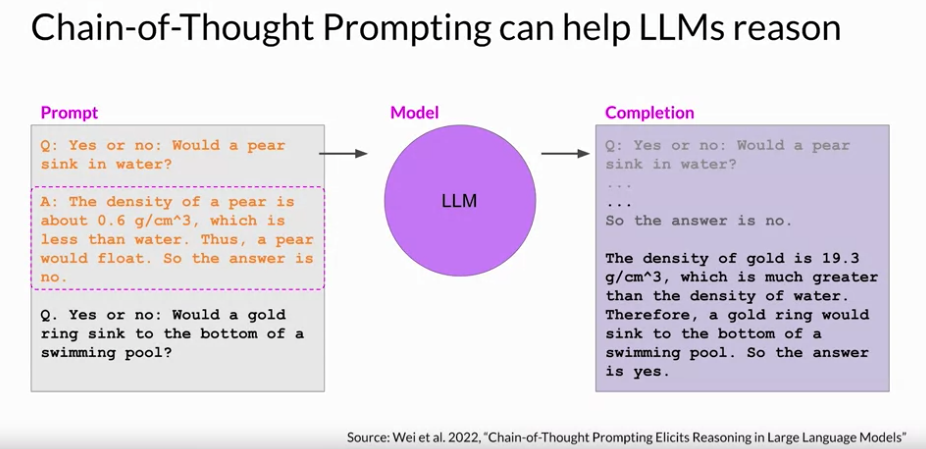 Chain-of-Thought Prompting can help LLMs reason
Prompt
Q: Yes or no: Would a pear
sink in water?
A: The density of a pear is
about 0.6 g/cm^3, which is
less than water. Thus, a pear
would float. So the answer is
no.
Q. Yes or no: Would a gold
ring sink to the bottom of a
swimming pool?
Model
LLM
Completion
Q: Yes or no: Would a pear
sink in water?
...
...
So the answer is no.
The density of gold is 19.3
g/cm^3, which is much greater
than the density of water.
Therefore, a gold ring would
sink to the bottom of a
swimming pool. So the answer
is yes.
Source: Wei et al. 2022, “Chain-of-Thought Prompting Elicits Reasoning in Large Language Models”